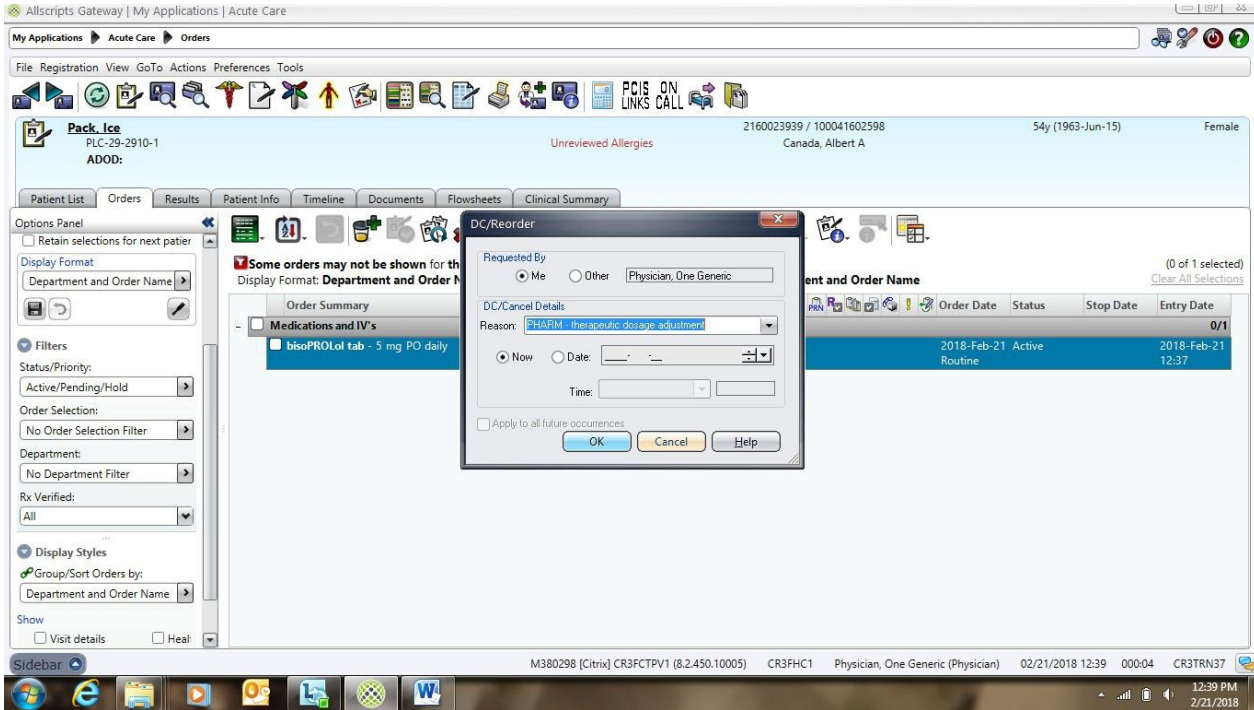 Allscripts Gateway | My Applications | Acute Care
My Applications Acute Care Orders
File Registration View GoTo Actions Preferences Tools
PCIS LINKS ON CALL
Pack, Ice
PLC-29-2910-1
ADOD:
Unreviewed Allergies
2160023939 / 100041602598
Canada, Albert A
54y (1963-Jun-15)
Female
Patient List Orders Results Patient Info Timeline Documents Flowsheets Clinical Summary
Options Panel
Retain selections for next patier
Display Format
Department and Order Name
Filters
Status/Priority:
Active/Pending/Hold
Order Selection:
No Order Selection Filter
Department:
No Department Filter
Rx Verified:
All
Display Styles
Group/Sort Orders by:
Department and Order Name
Show
Visit details Heal
Some orders may not be shown for th
Display Format: Department and Order N
ent and Order Name
(0 of 1 selected)
Clear All Selections
Order Summary PRN Order Date Status Stop Date Entry Date
Medications and IV's 0/1
bisoPROLol tab - 5 mg PO daily 2018-Feb-21 Active 2018-Feb-21
Routine 12:37
DC/Reorder
Requested By
Me Other Physician, One Generic
DC/Cancel Details
Reason: PHARM - therapeutic dosage adjustment
Now Date:
Time:
Apply to all future occurrences
OK Cancel Help
Sidebar M380298 [Citrix] CR3FCTPV1 (8.2.450.10005) CR3FHC1 Physician, One Generic (Physician) 02/21/2018 12:39 000:04 CR3TRN37
12:39 PM
2/21/2018